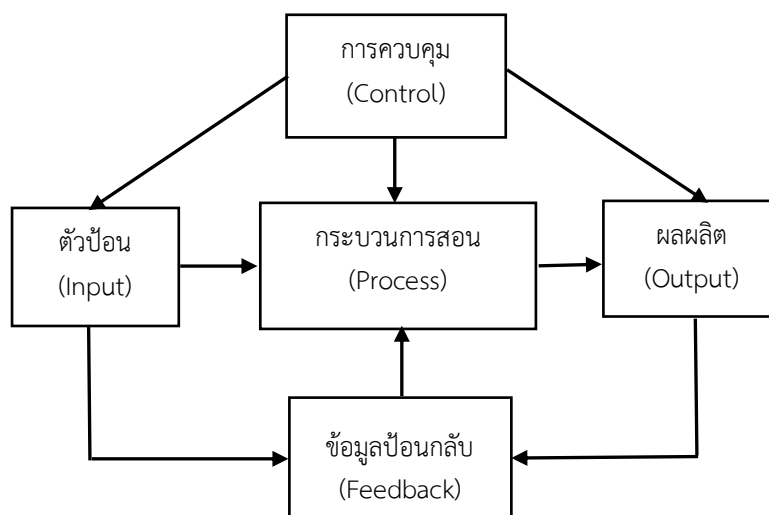 การควบคุม
(Control)
ตัวป้อน
(Input)
กระบวนการสอน
(Process)
ผลผลิต
(Output)
ข้อมูลป้อนกลับ
(Feedback)